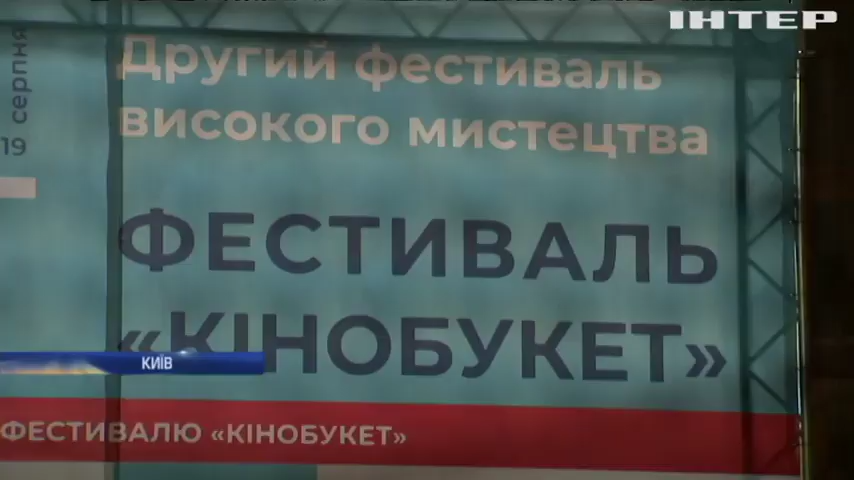 ІНТЕР
серпня
19
Другий фестиваль
високого мистецтва
ФЕСТИВАЛЬ
«КІНОБУКЕТ»
КИЇВ
ФЕСТИВАЛЮ «КІНОБУКЕТ»